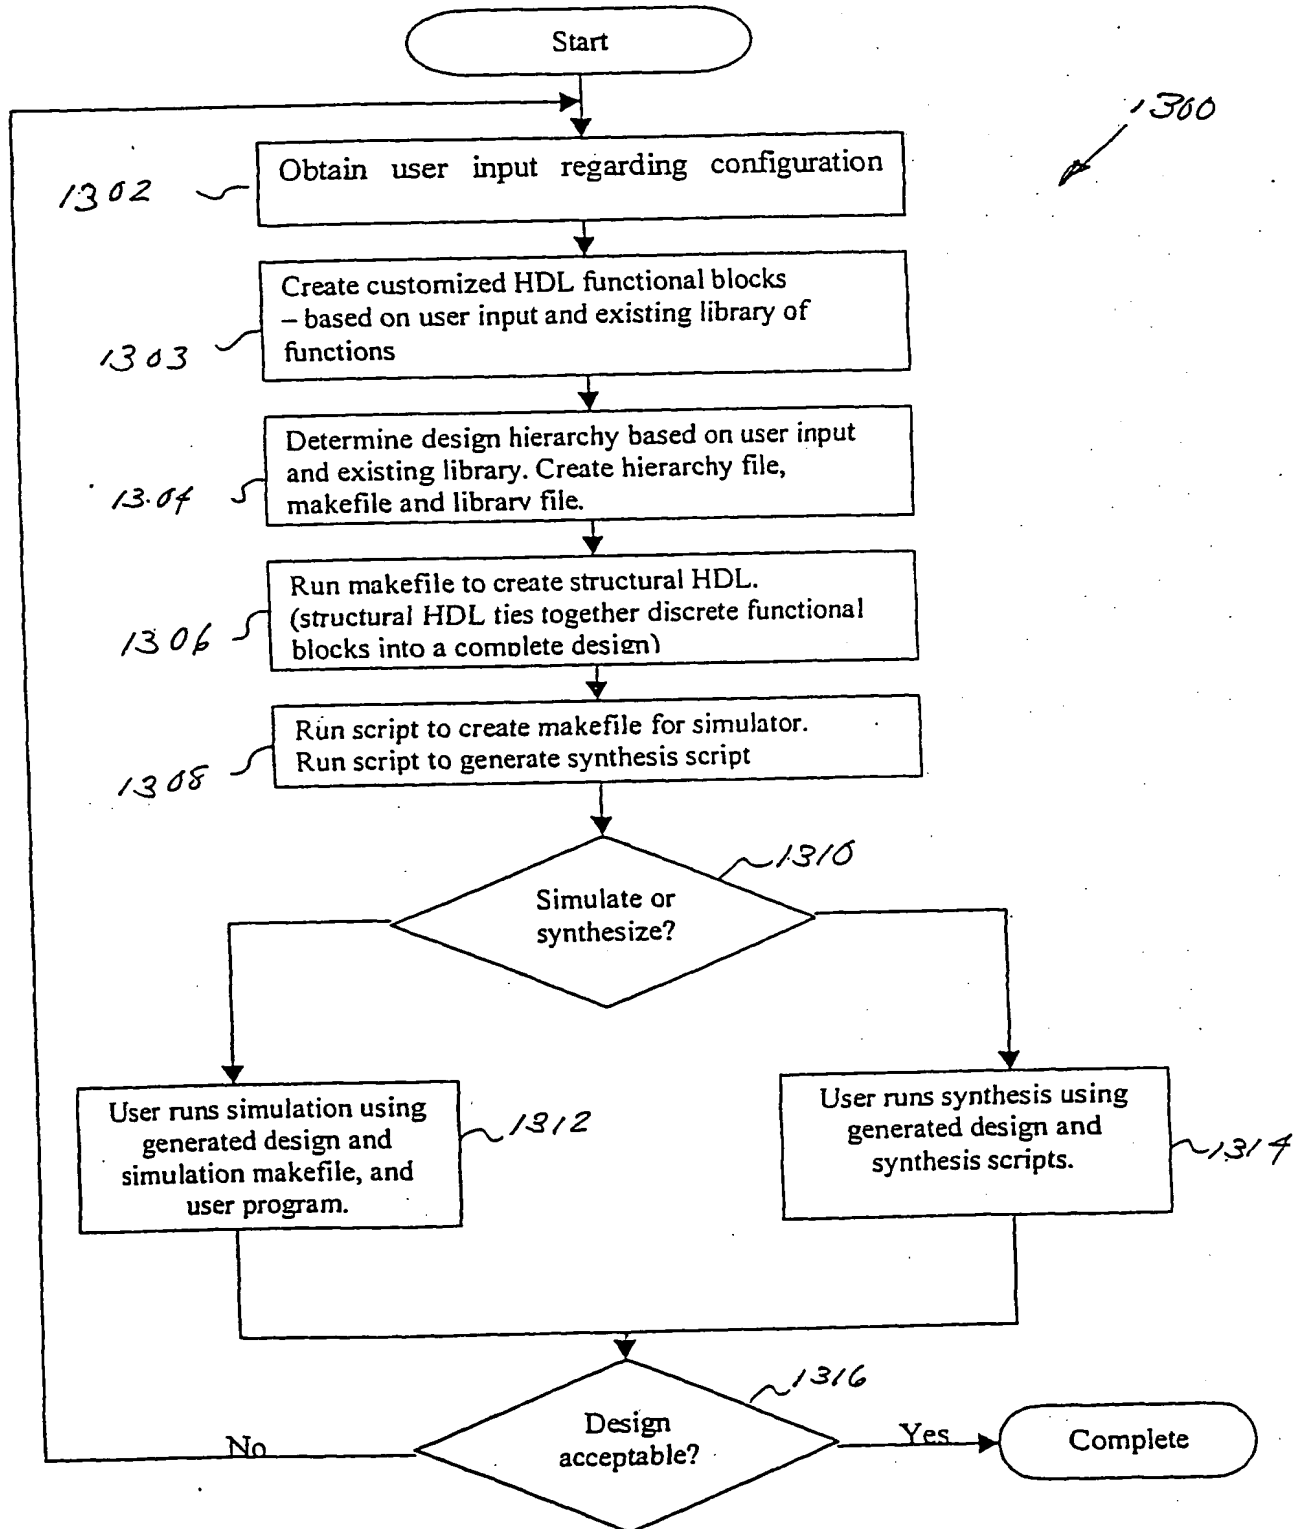 Start
1300
Obtain user input regarding configuration
1302
Create customized HDL functional blocks
– based on user input and existing library of
functions
1303
Determine design hierarchy based on user input
and existing library. Create hierarchy file,
makefile and library file.
1304
Run makefile to create structural HDL.
(structural HDL ties together discrete functional
blocks into a complete design)
1306
Run script to create makefile for simulator.
Run script to generate synthesis script
1308
1310
Simulate or
synthesize?
User runs simulation using
generated design and
simulation makefile, and
user program.
1312
User runs synthesis using
generated design and
synthesis scripts.
1314
1316
Design
acceptable?
No
Yes
Complete